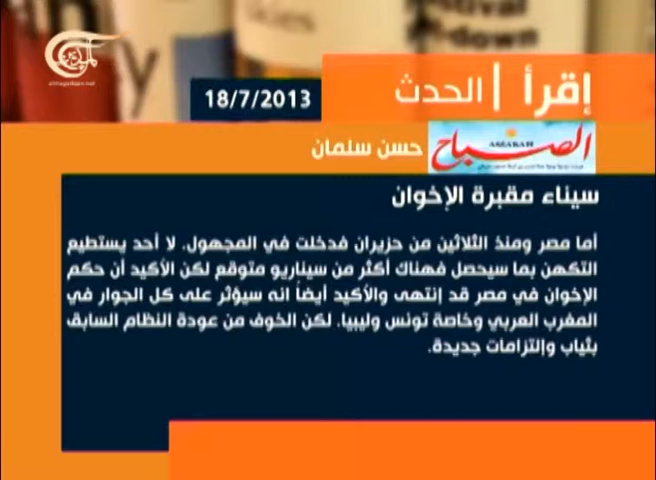 إقرأ | الحدث
18/7/2013
الصباح
ASSABAH
حسن سلمان
سيناء مقبرة الإخوان
أما مصر ومنذ الثلاثين من حزيران فدخلت في المجهول. لا أحد يستطيع
التكهن بما سيحصل فهناك أكثر من سيناريو متوقع لكن الأكيد أن حكم
الإخوان في مصر قد إنتهى والأكيد أيضاً انه سيؤثر على كل الجوار في
المغرب العربي وخاصة تونس وليبيا. لكن الخوف من عودة النظام السابق
بثياب وإلتزامات جديدة.